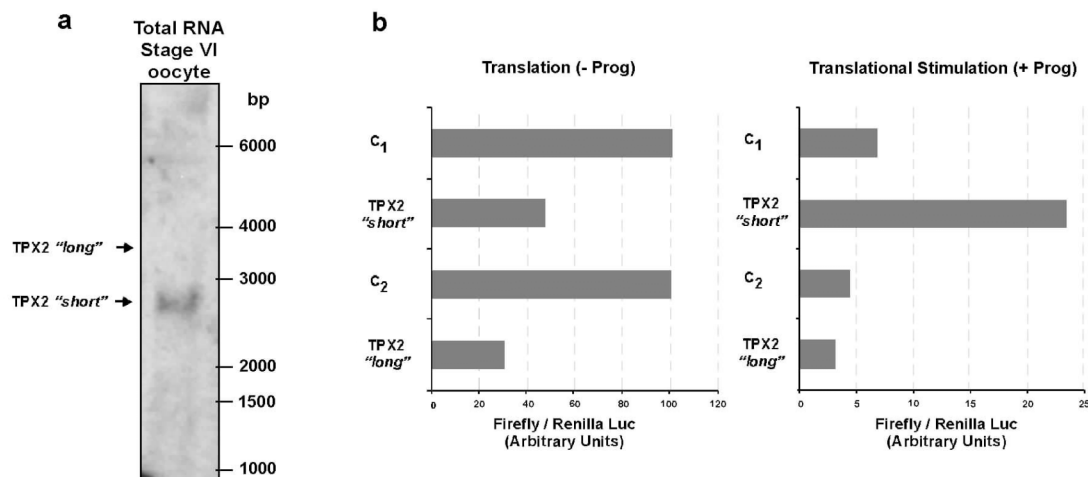 a
Total RNA
Stage VI
oocyte
bp
6000
4000
TPX2 “long”
3000
TPX2 “short”
2000
1500
1000
b
Translation (- Prog)
C1
TPX2
“short”
C2
TPX2
“long”
0 20 40 60 80 100 120
Firefly / Renilla Luc
(Arbitrary Units)
Translational Stimulation (+ Prog)
C1
TPX2
“short”
C2
TPX2
“long”
0 5 10 15 20 25
Firefly / Renilla Luc
(Arbitrary Units)